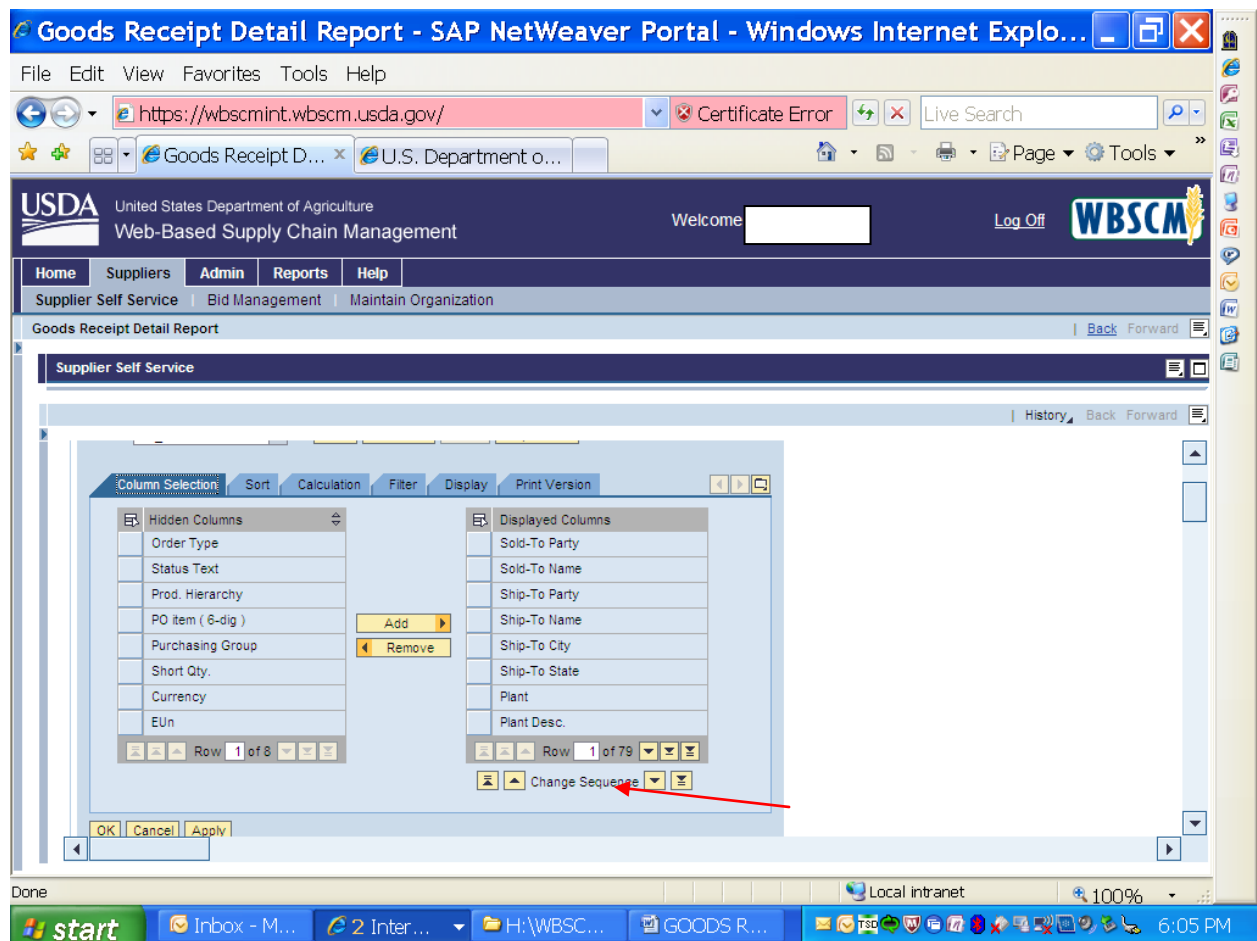 Goods Receipt Detail Report - SAP NetWeaver Portal - Windows Internet Explo...
File Edit View Favorites Tools Help
https://wbscmint.wbscm.usda.gov/ Certificate Error Live Search
Goods Receipt D... x U.S. Department o... Page Tools »
USDA United States Department of Agriculture
Web-Based Supply Chain Management
Welcome Log Off WBSCM
Home Suppliers Admin Reports Help
Supplier Self Service | Bid Management | Maintain Organization
Goods Receipt Detail Report | Back Forward
Supplier Self Service
| History Back Forward
Column Selection Sort Calculation Filter Display Print Version
Hidden Columns Displayed Columns
Order Type Sold-To Party
Status Text Sold-To Name
Prod. Hierarchy Ship-To Party
PO item ( 6-dig ) Add Ship-To Name
Purchasing Group Remove Ship-To City
Short Qty. Ship-To State
Currency Plant
EUn Plant Desc.
Row 1 of 8 Row 1 of 79
Change Sequence
OK Cancel Apply
Done Local intranet 100%
start Inbox - M... 2 Inter... H:\WBSC... GOODS R... TSD 6:05 PM